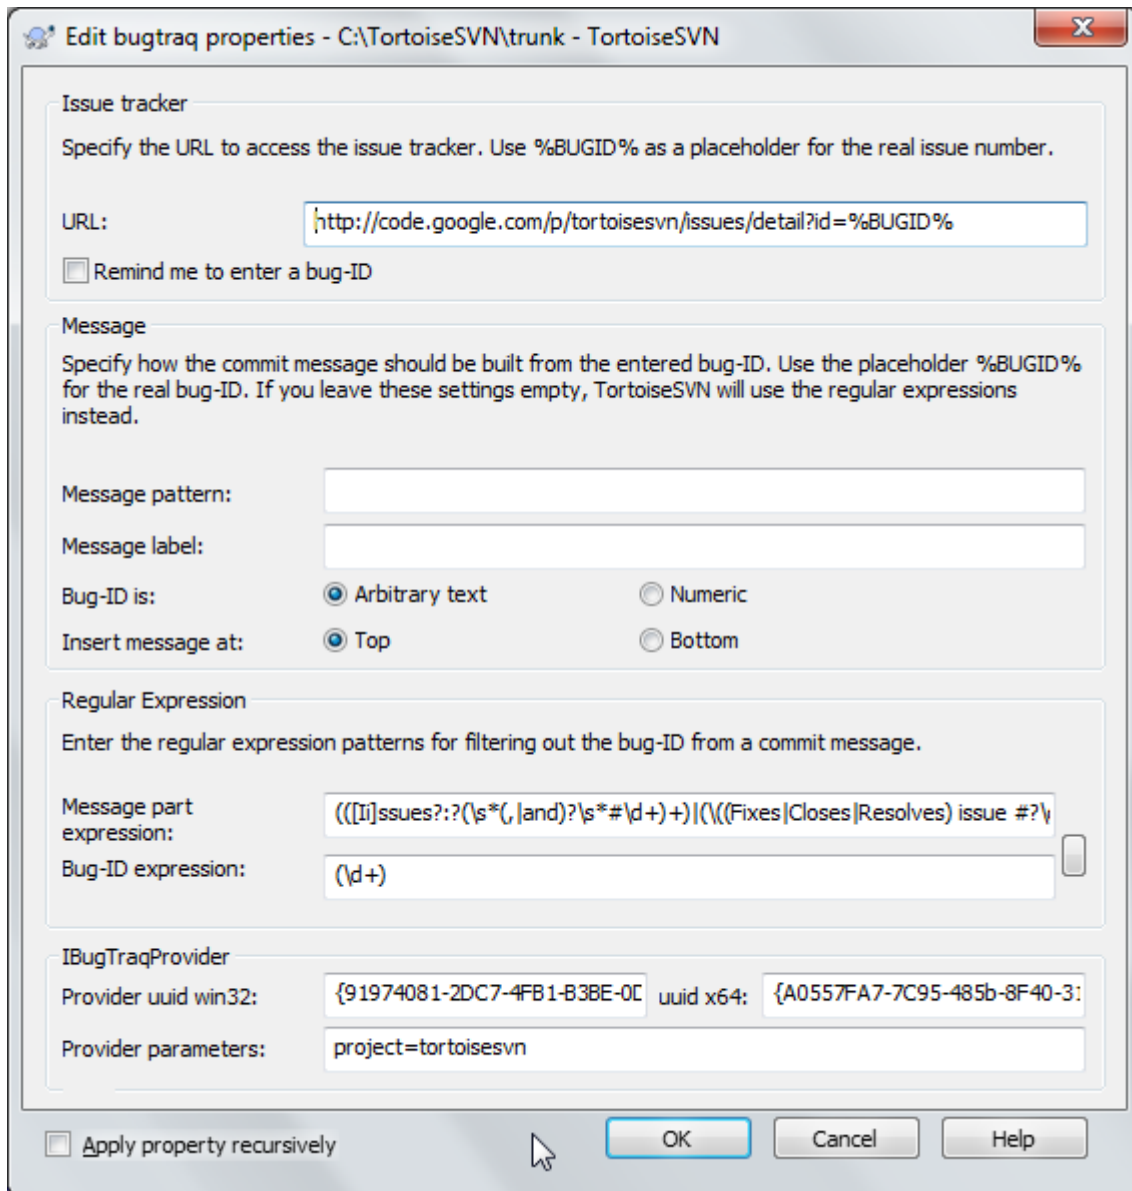 Edit bugtraq properties - C:\TortoiseSVN\trunk - TortoiseSVN
X
Issue tracker
Specify the URL to access the issue tracker. Use %BUGID% as a placeholder for the real issue number.
URL: http://code.google.com/p/tortoisesvn/issues/detail?id=%BUGID%
Remind me to enter a bug-ID
Message
Specify how the commit message should be built from the entered bug-ID. Use the placeholder %BUGID%
for the real bug-ID. If you leave these settings empty, TortoiseSVN will use the regular expressions
instead.
Message pattern:
Message label:
Bug-ID is: Arbitrary text Numeric
Insert message at: Top Bottom
Regular Expression
Enter the regular expression patterns for filtering out the bug-ID from a commit message.
Message part
expression:
(([Ii]ssues?:?(\s*(,|and)?\s*#\d+)+)|(\((Fixes|Closes|Resolves) issue #?\
Bug-ID expression: (\d+)
IBugTraqProvider
Provider uuid win32: {91974081-2DC7-4FB1-B3BE-0D uuid x64: {A0557FA7-7C95-485b-8F40-31
Provider parameters: project=tortoisesvn
Apply property recursively OK Cancel Help